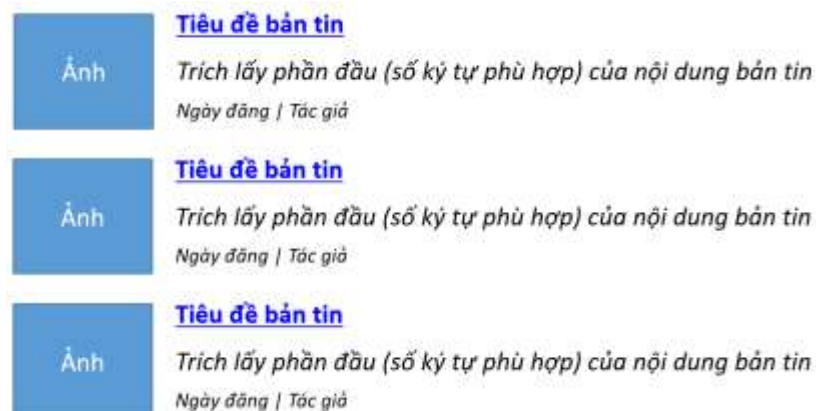 Tiêu đề bản tin
Ảnh
Trích lấy phần đầu (số ký tự phù hợp) của nội dung bản tin
Ngày đăng | Tác giả
Tiêu đề bản tin
Ảnh
Trích lấy phần đầu (số ký tự phù hợp) của nội dung bản tin
Ngày đăng | Tác giả
Tiêu đề bản tin
Ảnh
Trích lấy phần đầu (số ký tự phù hợp) của nội dung bản tin
Ngày đăng | Tác giả